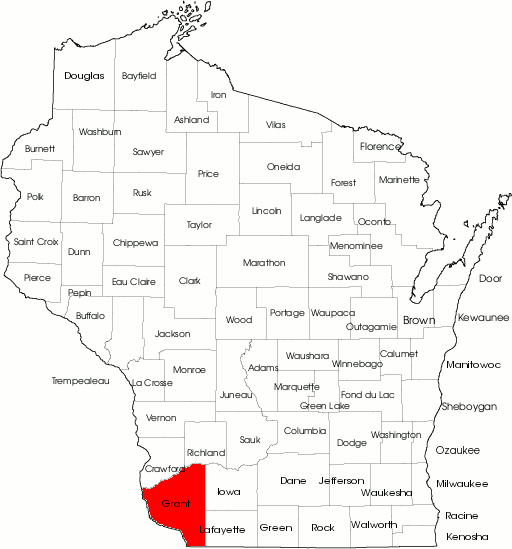 Douglas
Bayfield
Iron
Ashland
Vilas
Washburn
Florence
Burnett
Sawyer
Oneida
Price
Forest
Marinette
Polk
Barron
Rusk
Lincoln
Langlade
Oconto
Taylor
Saint Croix
Chippewa
Menominee
Dunn
Marathon
Pierce
Eau Claire
Clark
Shawano
Door
Pepin
Buffalo
Wood
Portage
Waupaca
Brown
Kewaunee
Outagamie
Jackson
Waushara
Calumet
Winnebago
Manitowoc
Monroe
Adams
Trempealeau
La Crosse
Marquette
Juneau
Fond du Lac
Green Lake
Sheboygan
Vernon
Columbia
Washington
Sauk
Dodge
Richland
Ozaukee
Crawford
Dane
Jefferson
Milwaukee
Iowa
Waukesha
Grant
Racine
Lafayette
Green
Rock
Walworth
Kenosha